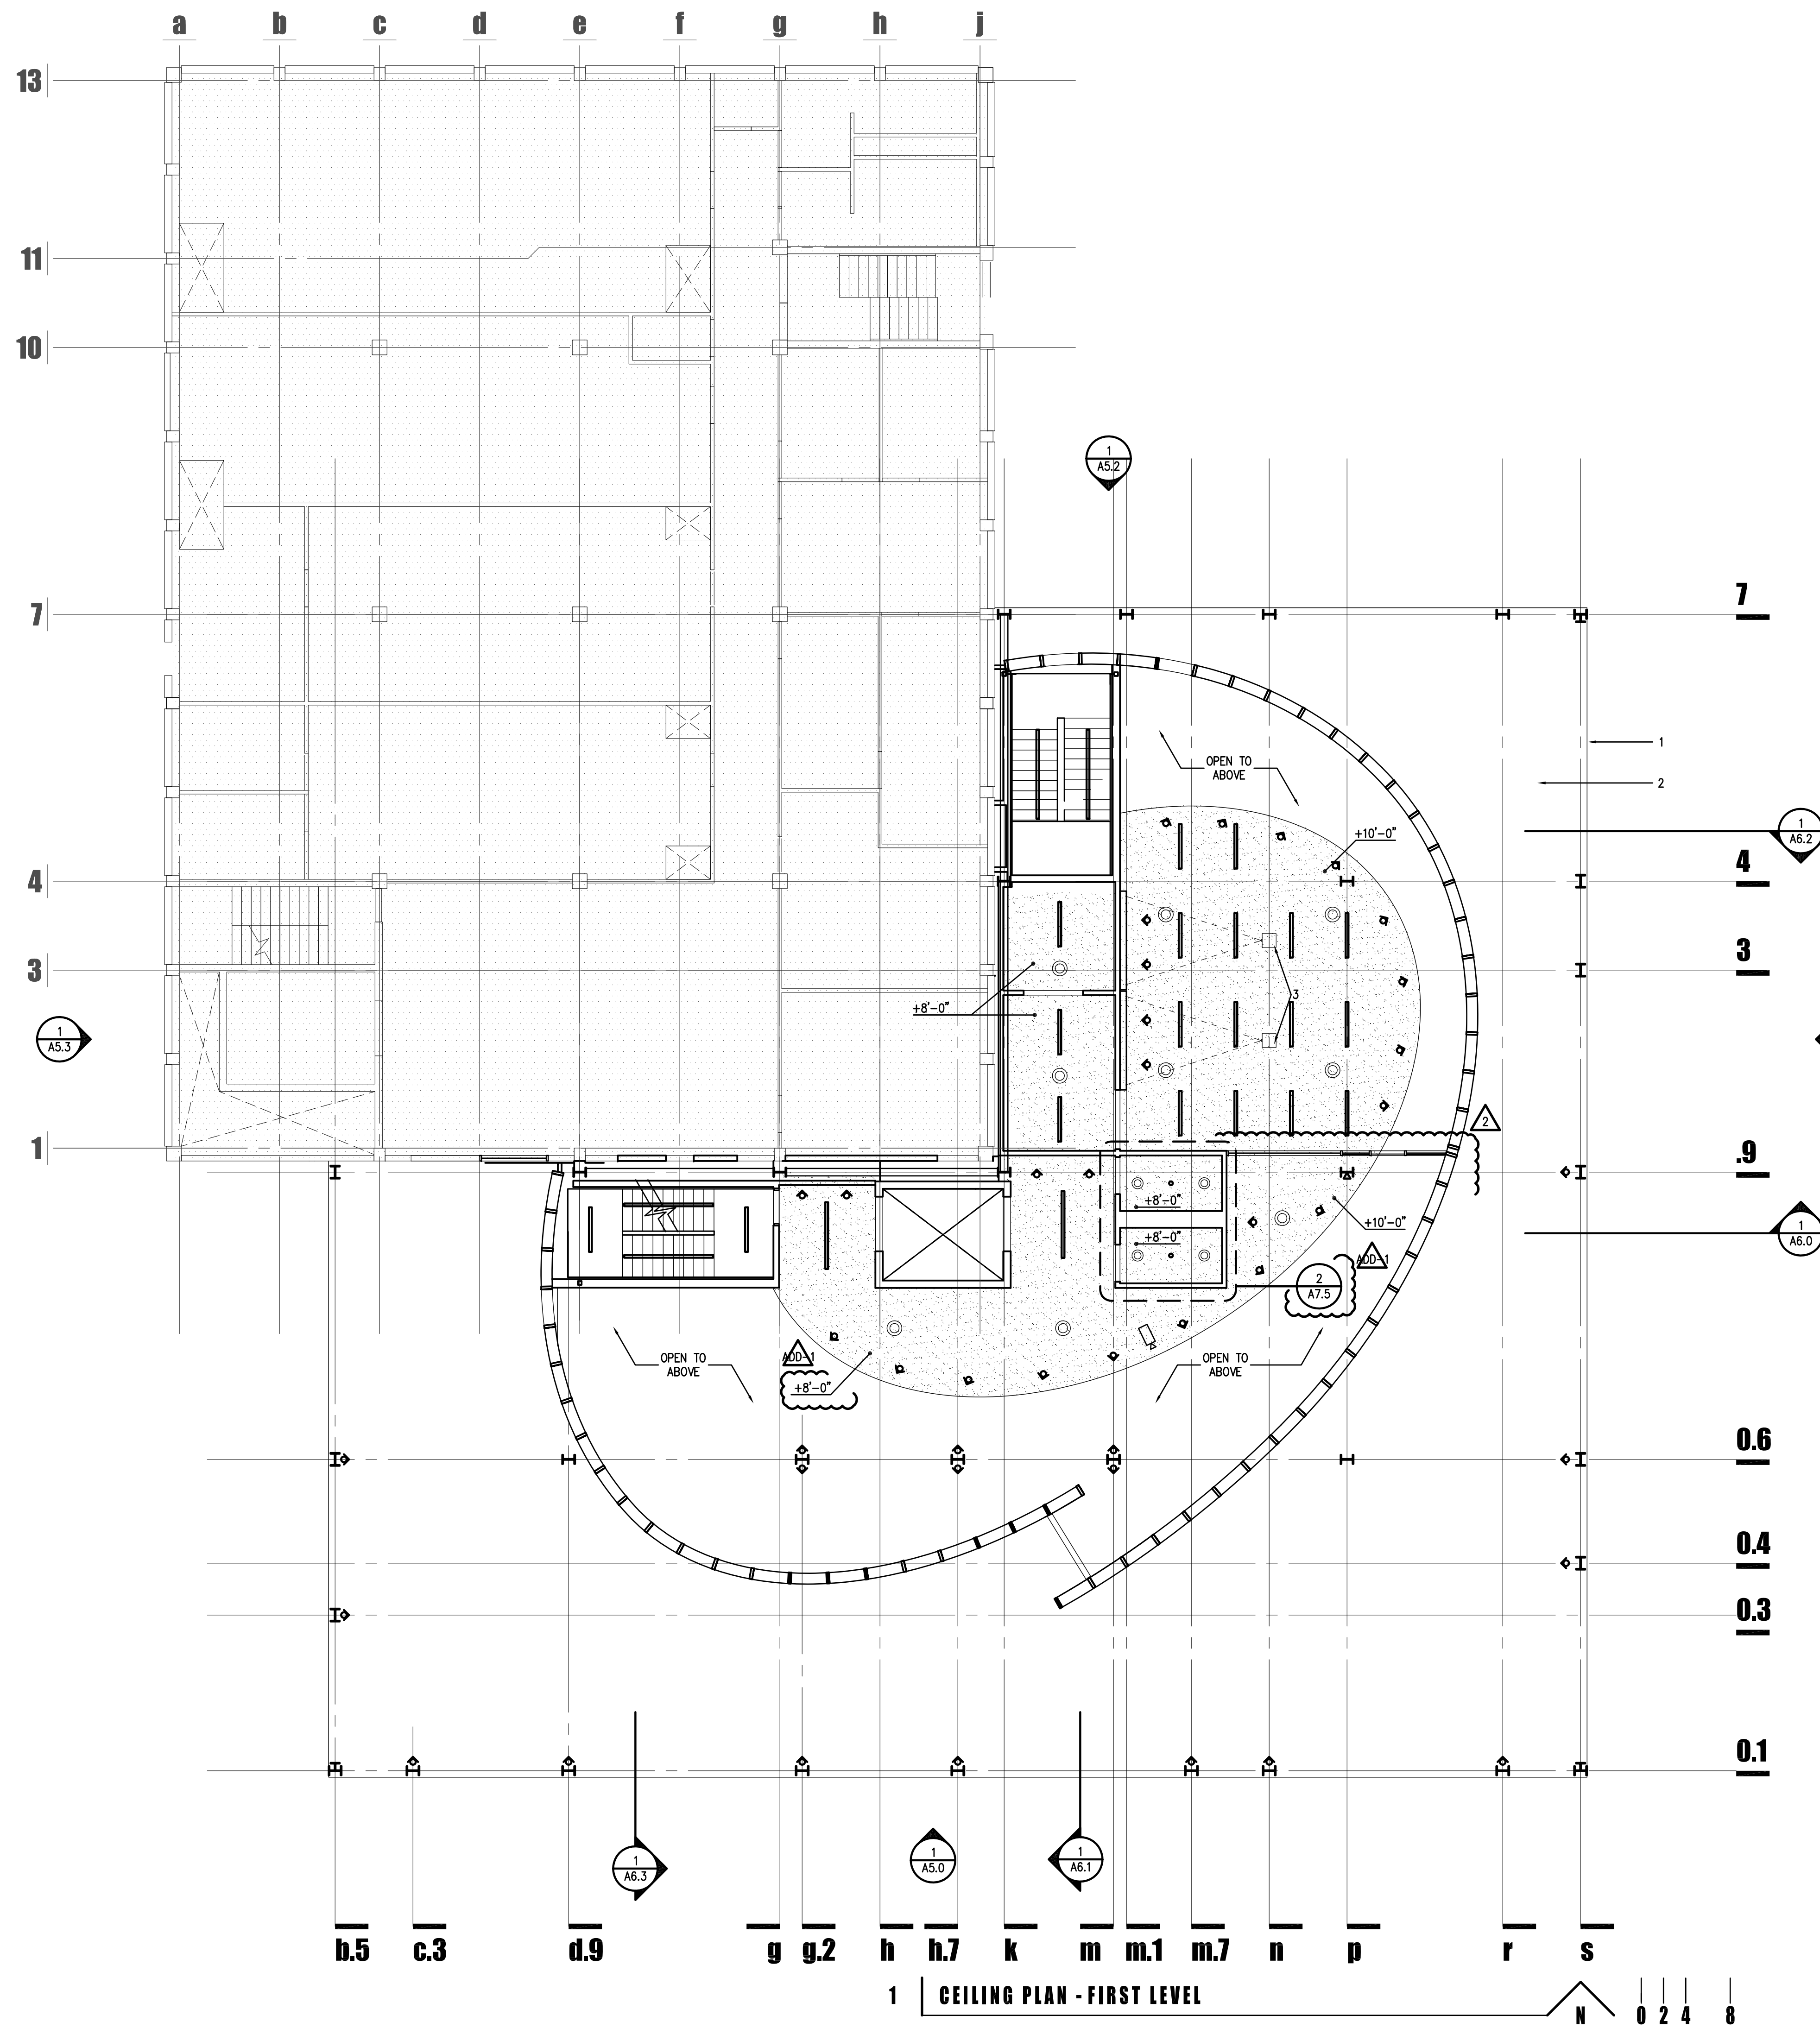 a b c d e f g h j
13
11
10
1
A5.2
7
7
1
OPEN TO
ABOVE
2
1
A6.2
+10'-0"
4
4
3
3
3
+8'-0"
1
A5.3
2
1
.9
+8'-0"
+10'-0"
1
A6.0
+8'-0"
ADD-1
2
A7.5
ADD-1
OPEN TO
ABOVE
OPEN TO
ABOVE
+8'-0"
0.6
0.4
0.3
0.1
1
A6.3
1
A5.0
1
A6.1
b.5 c.3 d.9 g g.2 h h.7 k m m.1 m.7 n p r s
1 CEILING PLAN - FIRST LEVEL
N 0 2 4 8